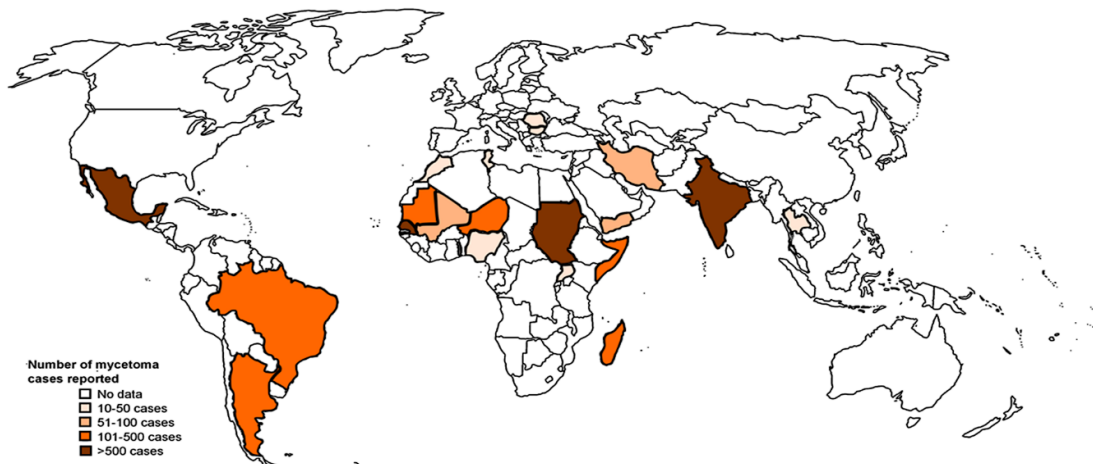 Number of mycetoma
cases reported
No data
10-50 cases
51-100 cases
101-500 cases
>500 cases